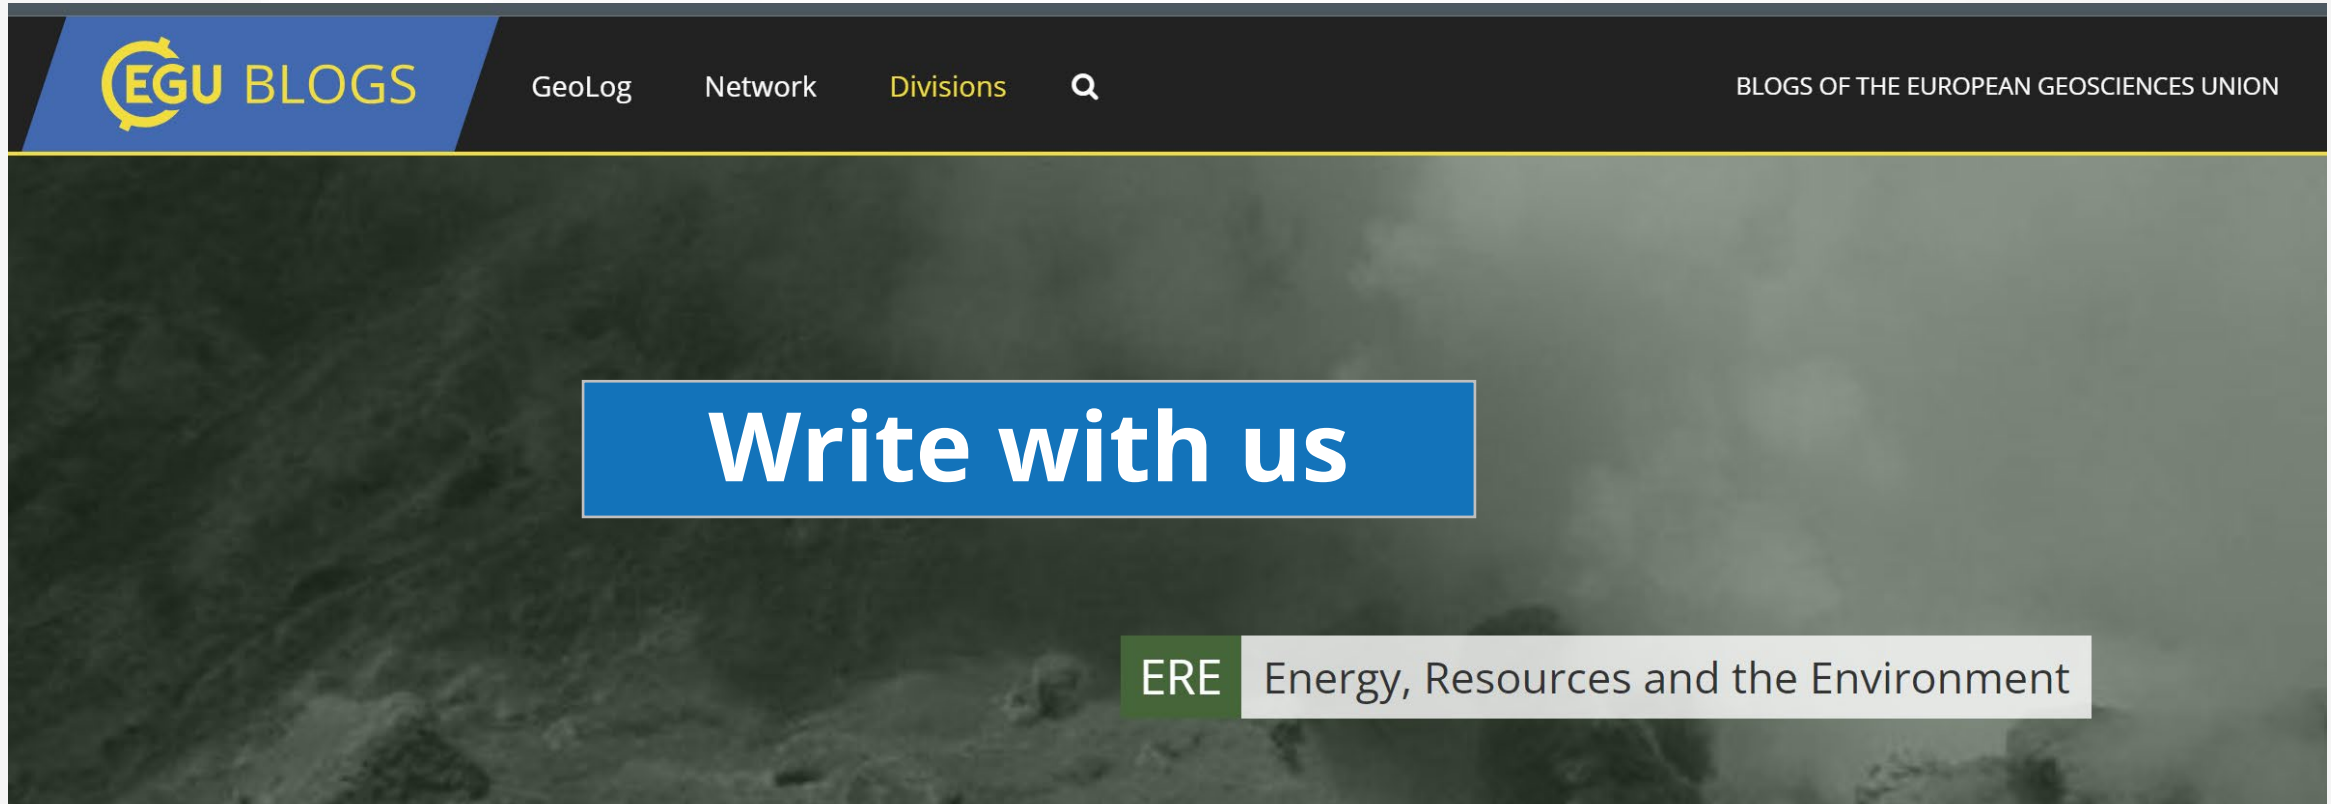 EGU BLOGS
GeoLog
Network
Divisions
BLOGS OF THE EUROPEAN GEOSCIENCES UNION
Write with us
ERE
Energy, Resources and the Environment